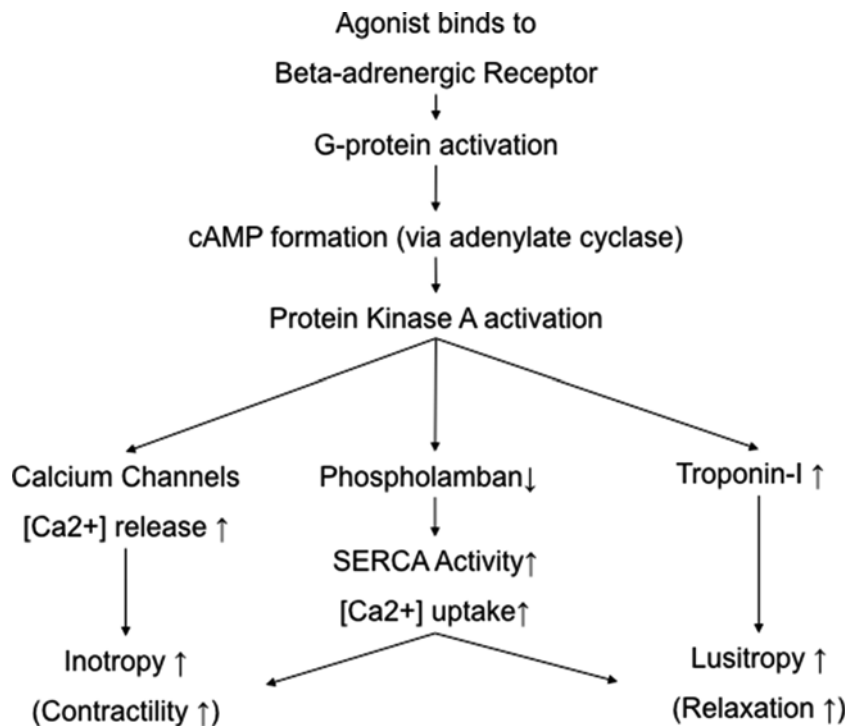 Agonist binds to
Beta-adrenergic Receptor
G-protein activation
cAMP formation (via adenylate cyclase)
Protein Kinase A activation
Calcium Channels
[Ca2+] release ↑
Inotropy ↑
(Contractility ↑)
Phospholamban↓
SERCA Activity↑
[Ca2+] uptake↑
Troponin-I ↑
Lusitropy ↑
(Relaxation ↑)